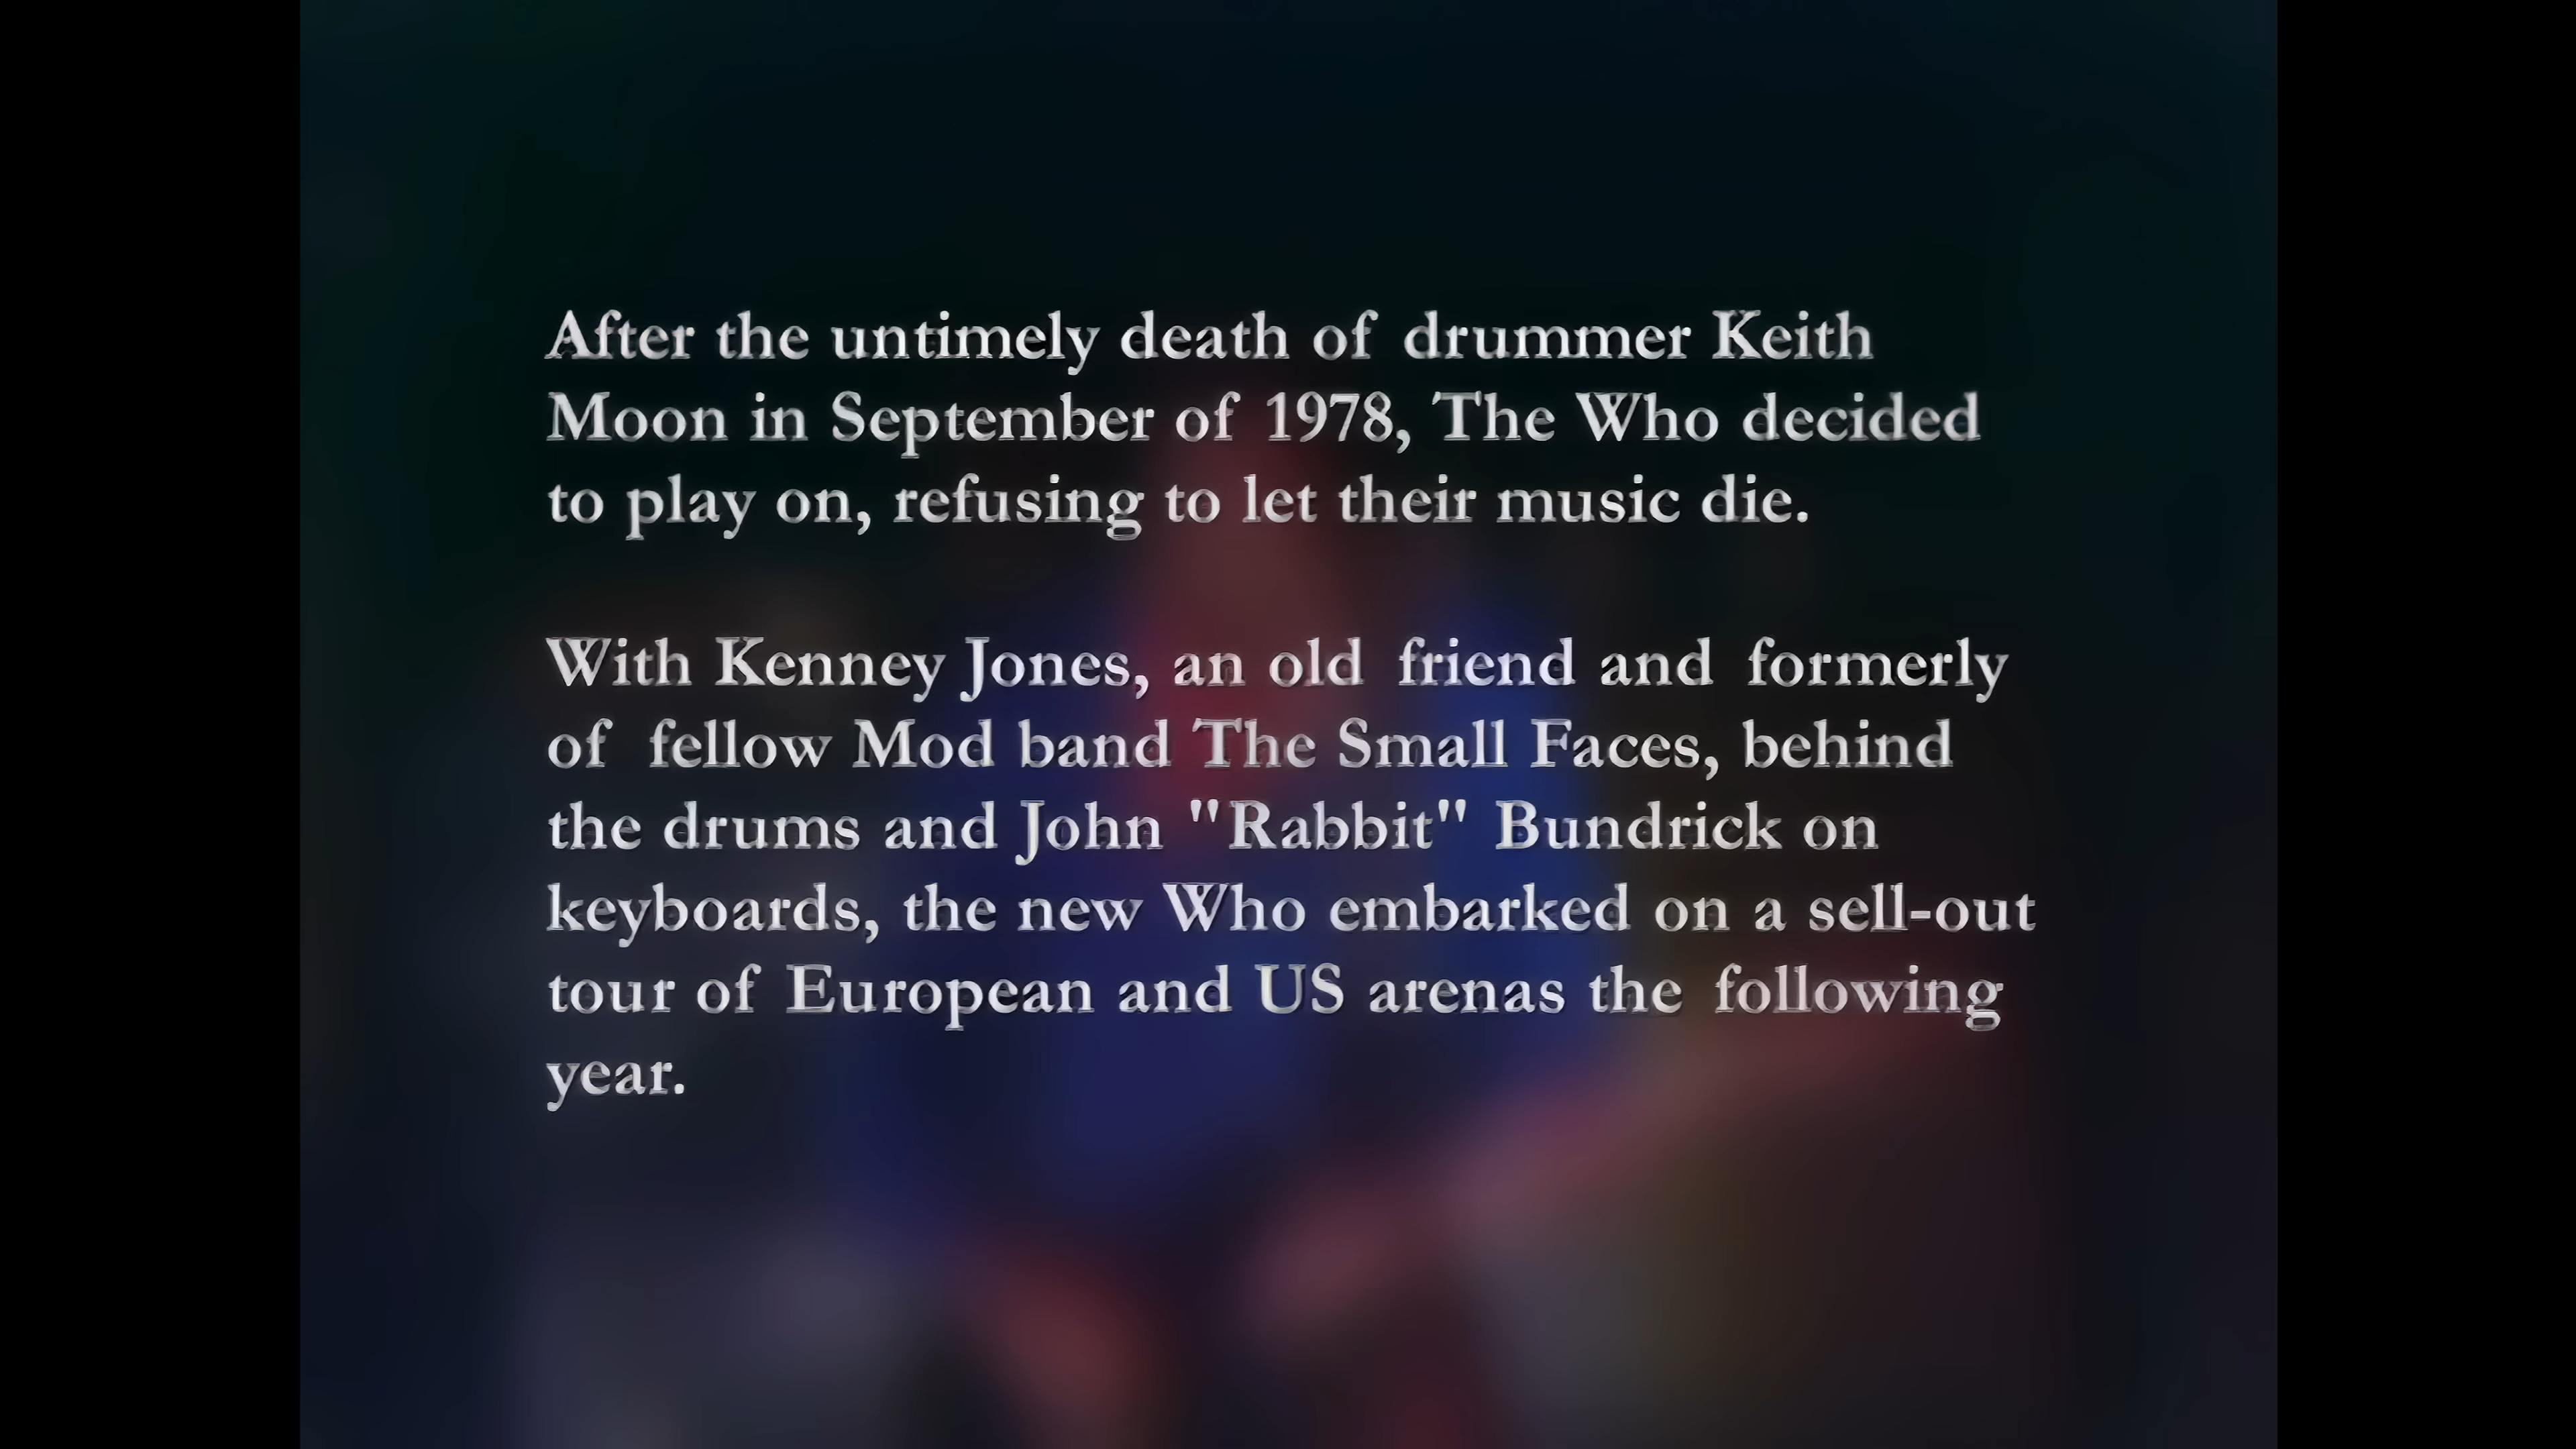 After the untimely death of drummer Keith
Moon in September of 1978, The Who decided
to play on, refusing to let their music die.
With Kenney Jones, an old friend and formerly
of fellow Mod band The Small Faces, behind
the drums and John "Rabbit" Bundrick on
keyboards, the new Who embarked on a sell-out
tour of European and US arenas the following
year.